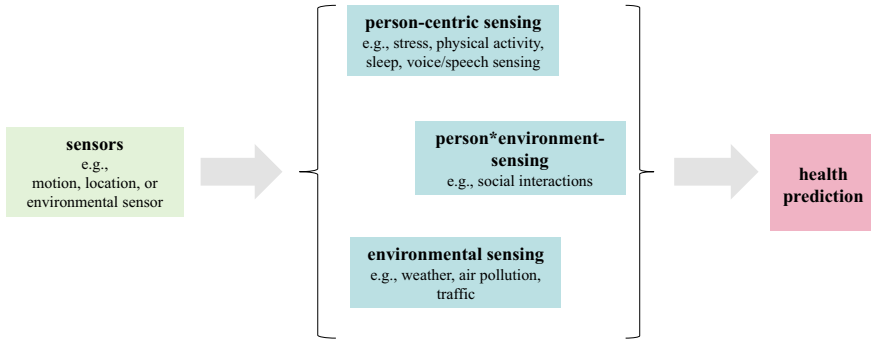 person-centric sensing
e.g., stress, physical activity,
sleep, voice/speech sensing
sensors
e.g.,
motion, location, or
environmental sensor
person*environment-
sensing
e.g., social interactions
health
prediction
environmental sensing
e.g., weather, air pollution,
traffic